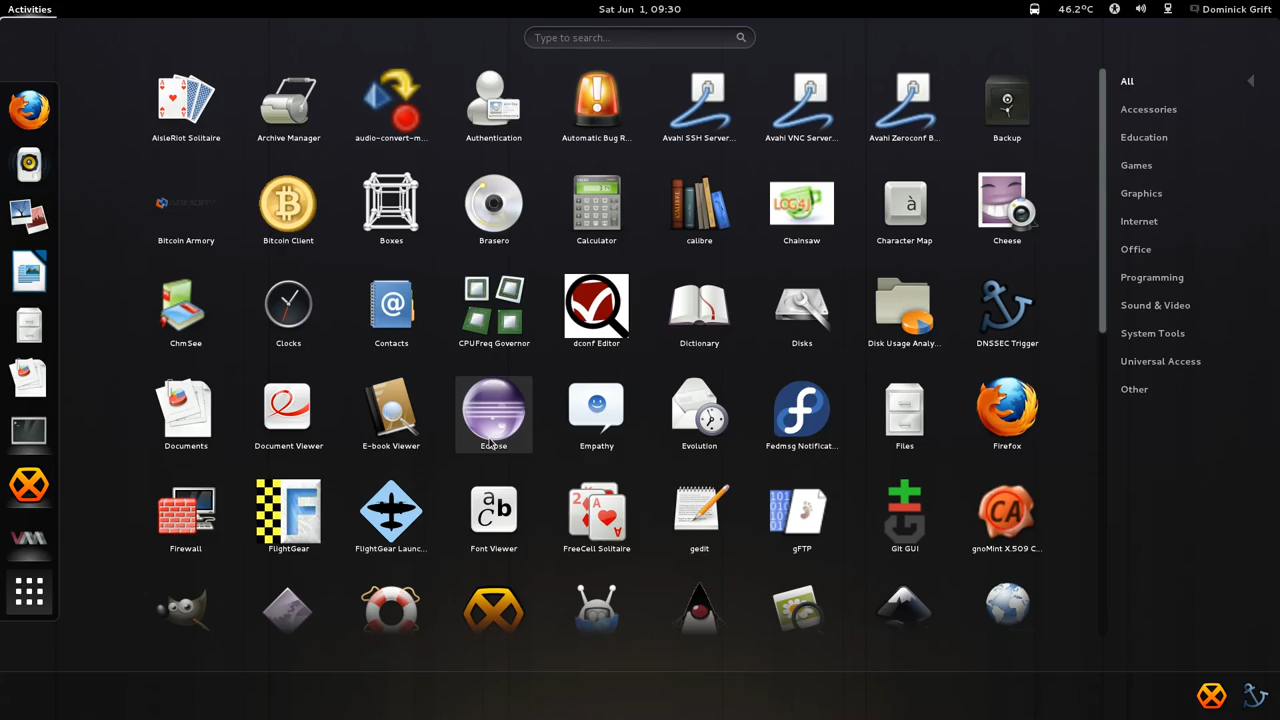 Activities
Sat Jun 1, 09:30
46.2°C
Dominick Grift
Type to search...
AisleRiot Solitaire
Archive Manager
audio-convert-m...
Authentication
Automatic Bug R...
Avahi SSH Server...
Avahi VNC Server...
Avahi Zeroconf B...
Backup
LOG4J
à
Bitcoin Armory
Bitcoin Client
Boxes
Brasero
Calculator
calibre
Chainsaw
Character Map
Cheese
ChmSee
Clocks
Contacts
CPUFreq Governor
dconf Editor
Dictionary
Disks
Disk Usage Analy...
DNSSEC Trigger
Documents
Document Viewer
E-book Viewer
Eclipse
Empathy
Evolution
Fedmsg Notificat...
Files
Firefox
F
a b
C
CA
Firewall
FlightGear
FlightGear Launc...
Font Viewer
FreeCell Solitaire
gedit
gFTP
Git GUI
gnoMint X.509 C...
All
Accessories
Education
Games
Graphics
Internet
Office
Programming
Sound & Video
System Tools
Universal Access
Other